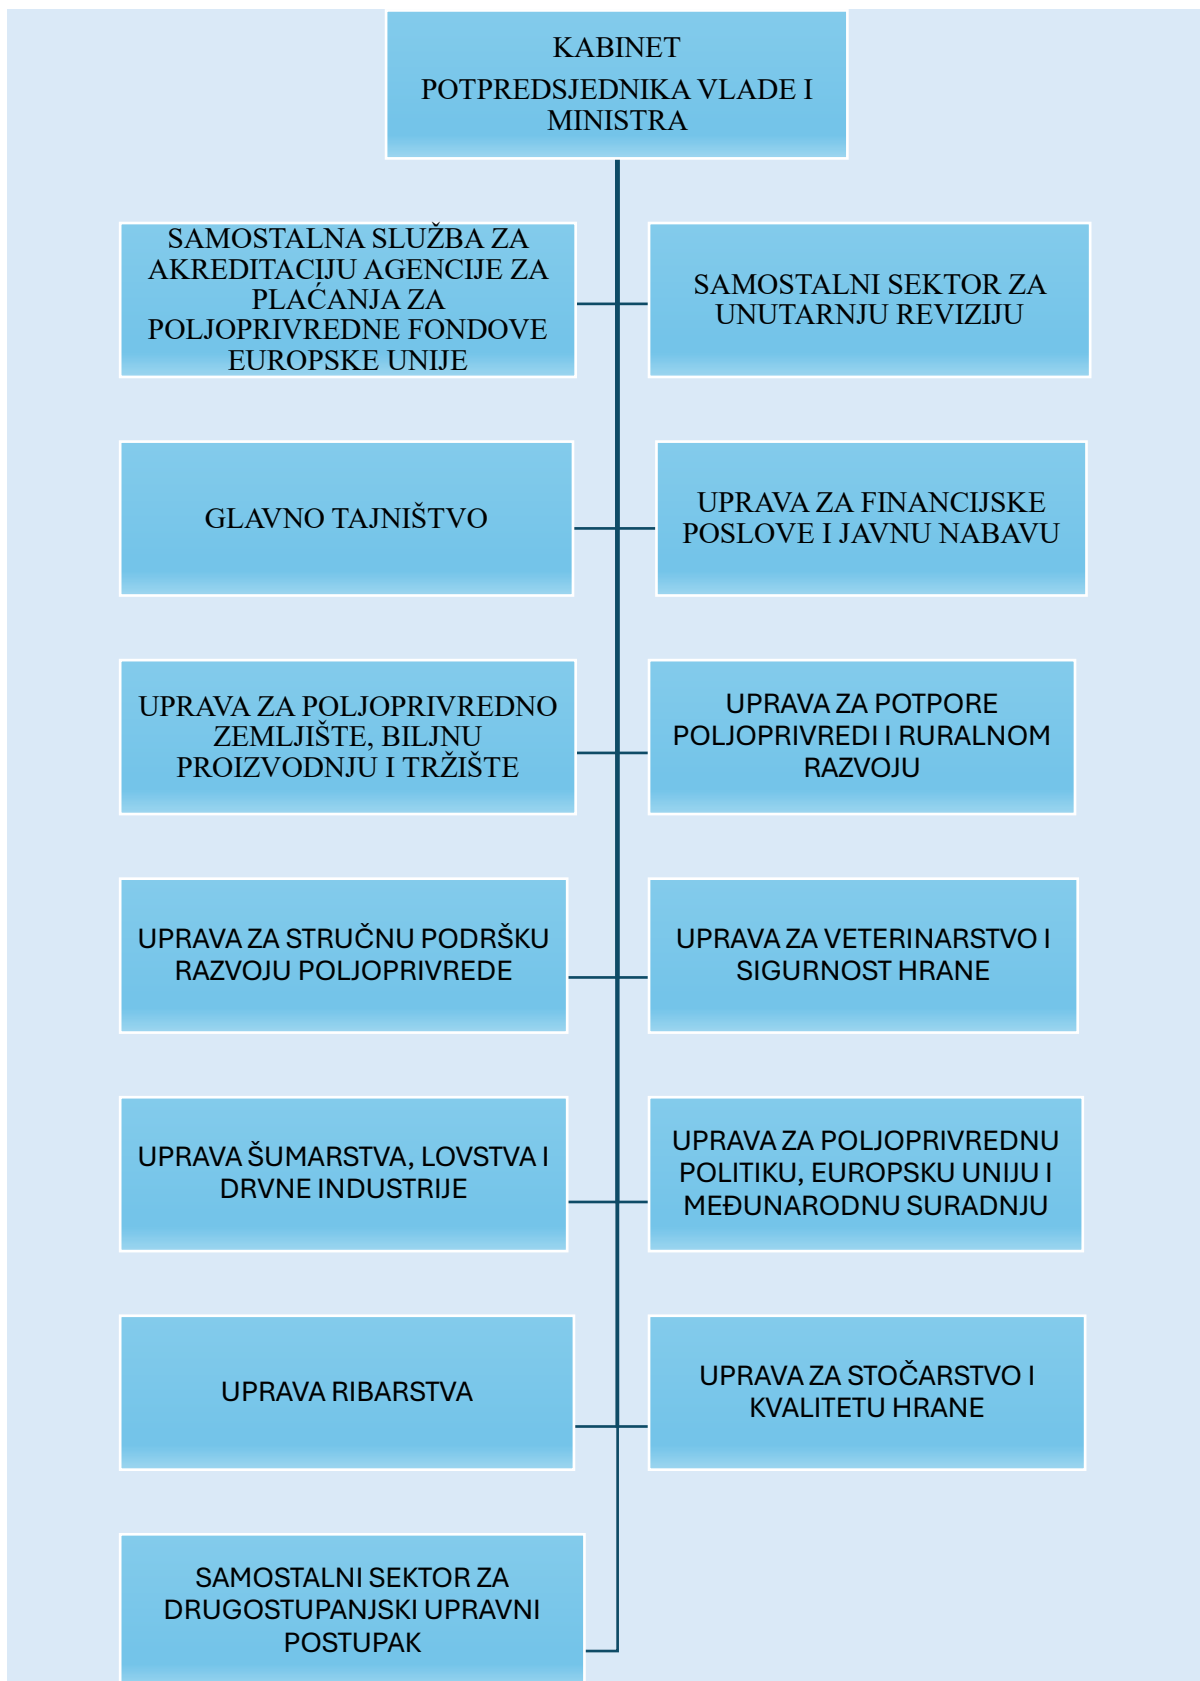 KABINET
POTPREDSJEDNIKA VLADE I
MINISTRA
SAMOSTALNA SLUŽBA ZA
AKREDITACIJU AGENCIJE ZA
PLAĆANJA ZA
POLJOPRIVREDNE FONDOVE
EUROPSKE UNIJE
SAMOSTALNI SEKTOR ZA
UNUTARNJU REVIZIJU
GLAVNO TAJNIŠTVO
UPRAVA ZA FINANCIJSKE
POSLOVE I JAVNU NABAVU
UPRAVA ZA POLJOPRIVREDNO
ZEMLJIŠTE, BILJNU
PROIZVODNJU I TRŽIŠTE
UPRAVA ZA POTPORE
POLJOPRIVREDI I RURALNOM
RAZVOJU
UPRAVA ZA STRUČNU PODRŠKU
RAZVOJU POLJOPRIVREDE
UPRAVA ZA VETERINARSTVO I
SIGURNOST HRANE
UPRAVA ŠUMARSTVA, LOVSTVA I
DRVNE INDUSTRIJE
UPRAVA ZA POLJOPRIVREDNU
POLITIKU, EUROPSKU UNIJU I
MEĐUNARODNU SURADNJU
UPRAVA RIBARSTVA
UPRAVA ZA STOČARSTVO I
KVALITETU HRANE
SAMOSTALNI SEKTOR ZA
DRUGOSTUPANJSKI UPRAVNI
POSTUPAK